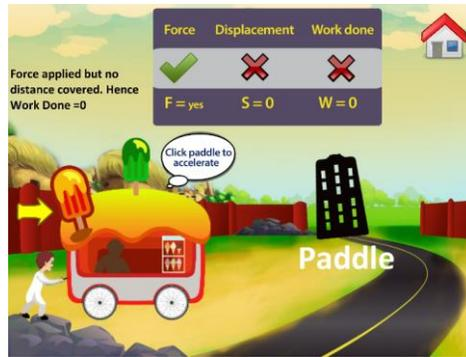 Force Displacement Work done
F = yes S = 0 W = 0
Force applied but no
distance covered. Hence
Work Done =0
Click paddle to
accelerate
Paddle